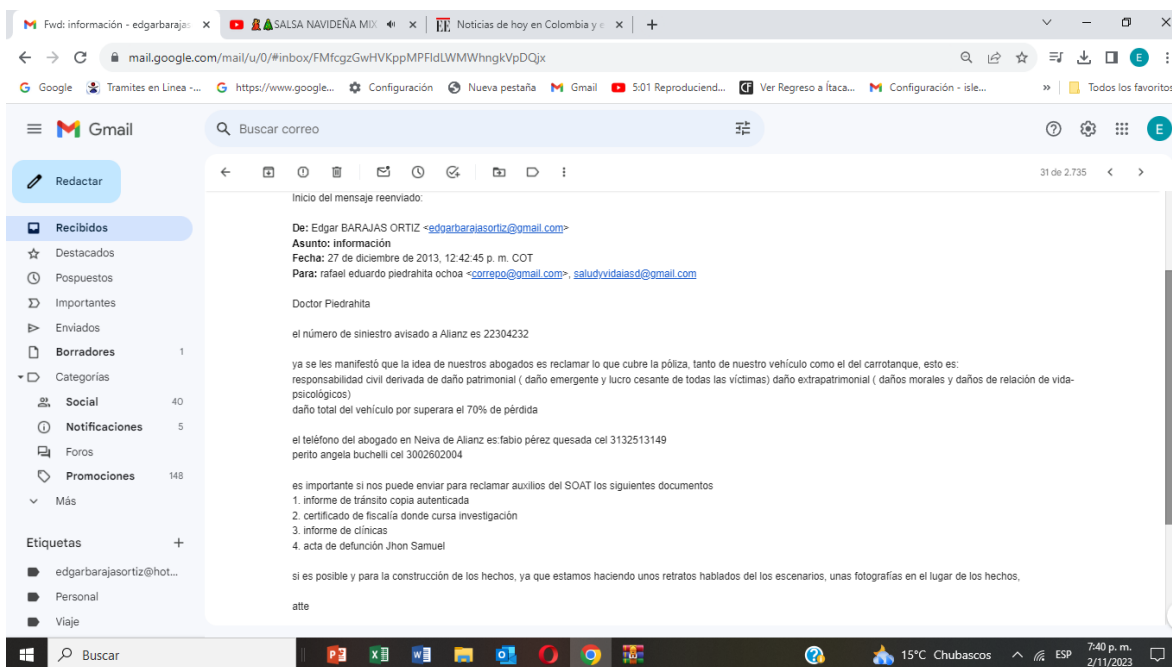 Fwd: información - edgarbarajas
SALSA NAVIDEÑA MIX
Noticias de hoy en Colombia y e
mail.google.com/mail/u/0/#inbox/FMfcgzGwHVKppMPFIdLWMWhngkVpDQjx
Google
Tramites en Linea -...
https://www.google...
Configuración
Nueva pestaña
Gmail
5:01 Reproduciend...
Ver Regreso a Ítaca...
Configuración - isle...
Todos los favoritos
Gmail
Buscar correo
E
Redactar
31 de 2.735
Recibidos
Destacados
Pospuestos
Importantes
Enviados
Borradores 1
Categorías
Social 40
Notificaciones 5
Foros
Promociones 148
Más
Etiquetas
edgarbarajasortiz@hot...
Personal
Viaje
Inicio del mensaje reenviado:
De: Edgar BARAJAS ORTIZ <edgarbarajasortiz@gmail.com>
Asunto: información
Fecha: 27 de diciembre de 2013, 12:42:45 p. m. COT
Para: rafael eduardo piedrahita ochoa <correpo@gmail.com>, saludyvidaiasd@gmail.com
Doctor Piedrahita
el número de siniestro avisado a Alianz es 22304232
ya se les manifestó que la idea de nuestros abogados es reclamar lo que cubre la póliza, tanto de nuestro vehículo como el del carrotanque, esto es:
responsabilidad civil derivada de daño patrimonial ( daño emergente y lucro cesante de todas las víctimas) daño extrapatrimonial ( daños morales y daños de relación de vida-
psicológicos)
daño total del vehículo por superara el 70% de pérdida
el teléfono del abogado en Neiva de Alianz es:fabio pérez quesada cel 3132513149
perito angela buchelli cel 3002602004
es importante si nos puede enviar para reclamar auxilios del SOAT los siguientes documentos
1. informe de tránsito copia autenticada
2. certificado de fiscalía donde cursa investigación
3. informe de clínicas
4. acta de defunción Jhon Samuel
si es posible y para la construcción de los hechos, ya que estamos haciendo unos retratos hablados del los escenarios, unas fotografías en el lugar de los hechos,
atte
Buscar
15°C Chubascos
ESP
7:40 p. m.
2/11/2023